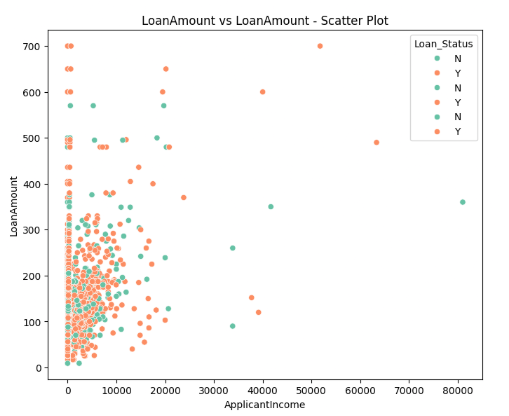 LoanAmount vs LoanAmount - Scatter Plot
Loan_Status
N
Y
N
Y
N
Y
LoanAmount
700
600
500
400
300
200
100
0
0
10000
20000
30000
40000
50000
60000
70000
80000
ApplicantIncome